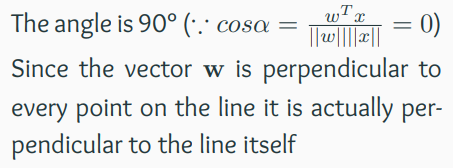 The angle is 90° (∵ cosα = wᵀx / ||w||||x|| = 0)
Since the vector w is perpendicular to
every point on the line it is actually per-
pendicular to the line itself